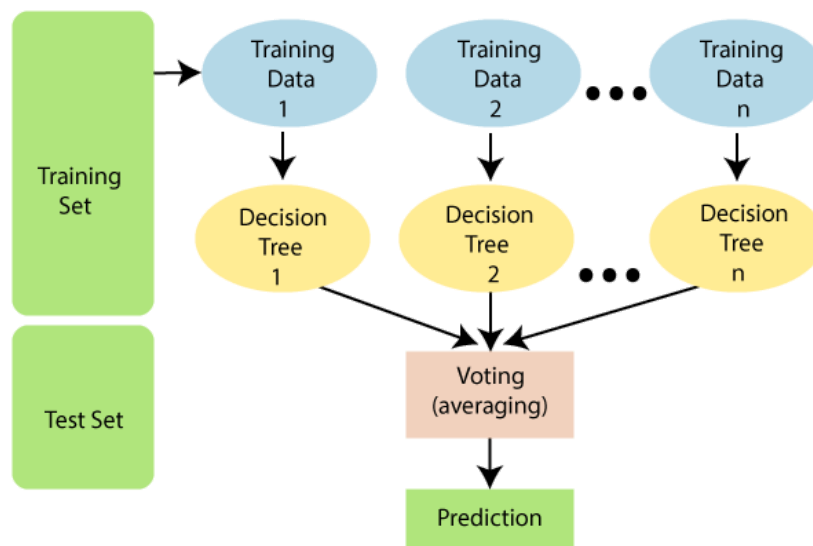 Training
Set
Test Set
Training
Data
1
Training
Data
2
Training
Data
n
Decision
Tree
1
Decision
Tree
2
Decision
Tree
n
Voting
(averaging)
Prediction